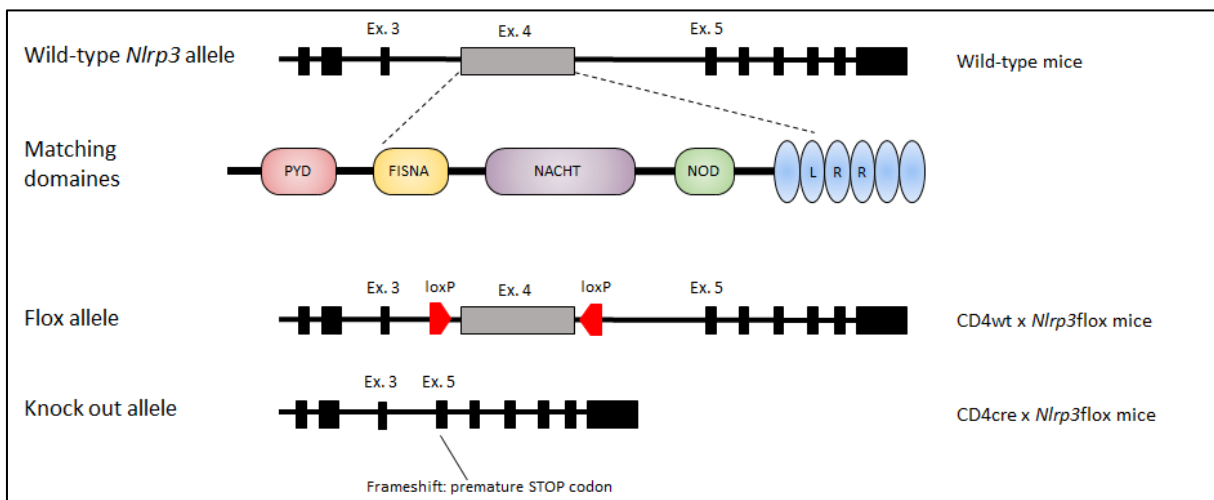 Ex. 3 Ex. 4 Ex. 5
Wild-type Nlrp3 allele
Wild-type mice
Matching
domaines
PYD FISNA NACHT NOD L R R
Ex. 3 loxP Ex. 4 loxP Ex. 5
Flox allele
CD4wt x Nlrp3flox mice
Ex. 3 Ex. 5
Knock out allele
CD4cre x Nlrp3flox mice
Frameshift: premature STOP codon